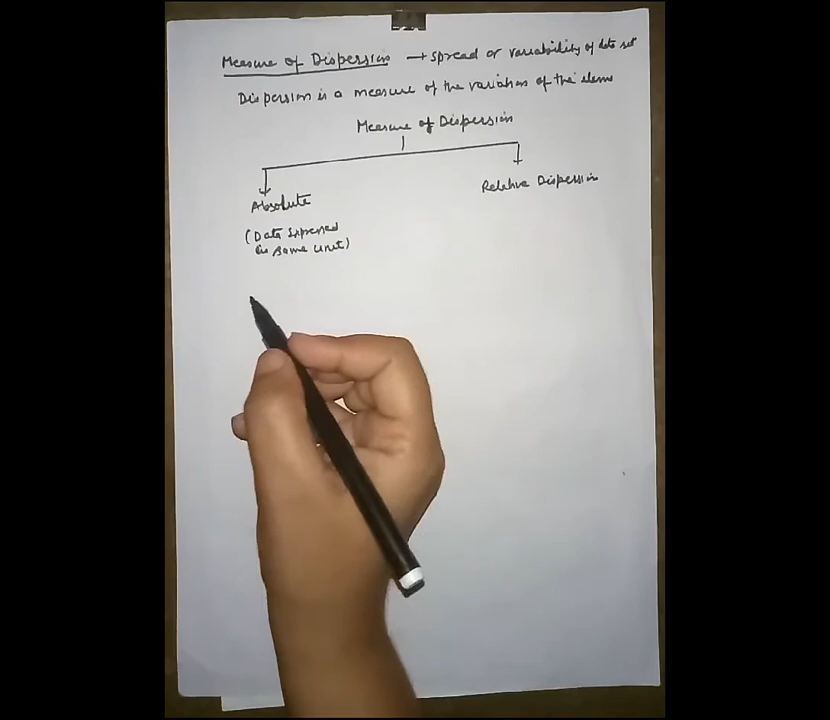 Measure of Dispersion → spread or variability of data set
Dispersion is a measure of the variation of the items
Measure of Dispersion
Absolute
Relative Dispersion
(Data Expressed
in same unit)